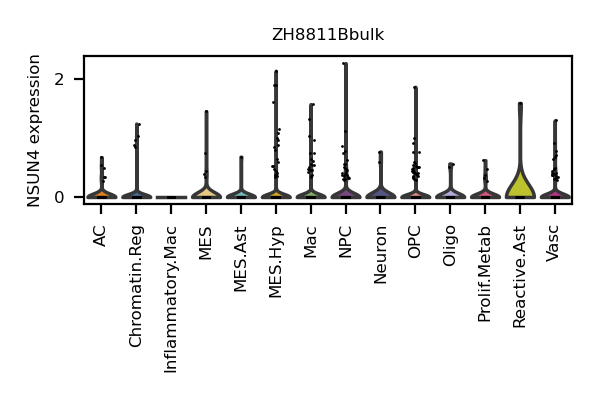 ZH8811Bbulk
NSUN4 expression
2
0
AC
Chromatin.Reg
Inflammatory.Mac
MES
MES.Ast
MES.Hyp
Mac
NPC
Neuron
OPC
Oligo
Prolif.Metab
Reactive.Ast
Vasc